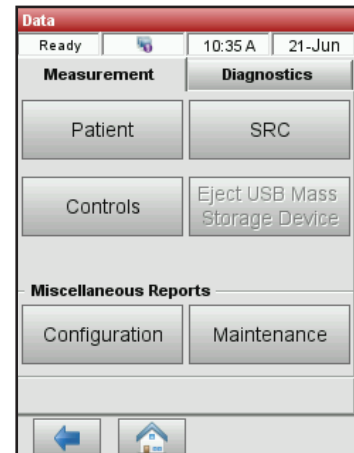 Data
Ready 10:35 A 21-Jun
Measurement Diagnostics
Patient SRC
Controls Eject USB Mass
Storage Device
Miscellaneous Reports
Configuration Maintenance